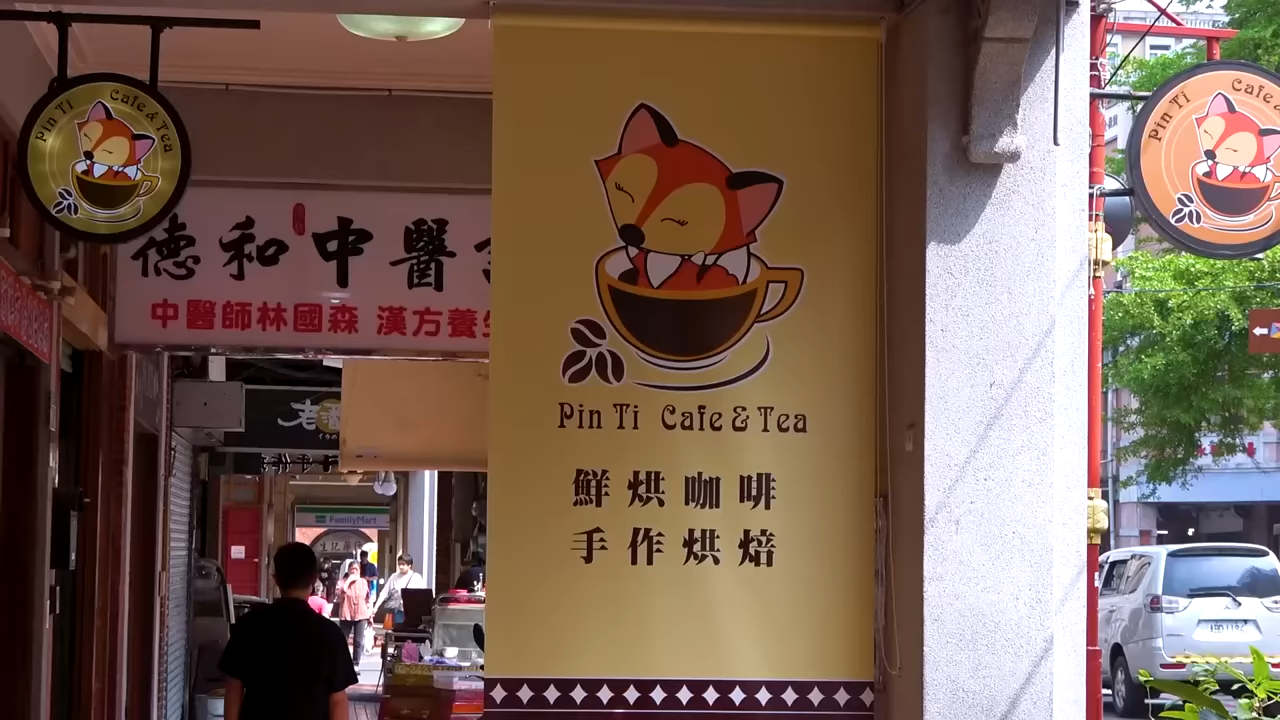 Pin Ti Cafe & Tea
德和中醫
中醫師林國森 漢方養生
FamilyMart
Pin Ti Cafe & Tea
鮮烘咖啡
手作烘焙
Pin Ti Cafe